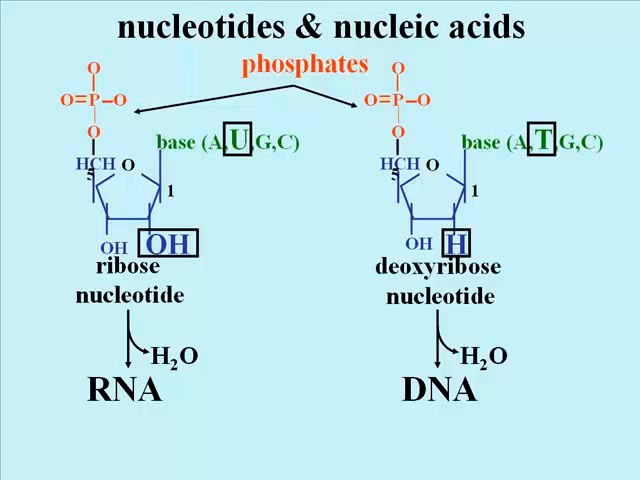 nucleotides & nucleic acids
phosphates
O
O=P–O
O
HCH
5
O
base (A,U,G,C)
1
OH
OH
ribose
nucleotide
H2O
RNA
O
O=P–O
O
HCH
5
O
base (A,T,G,C)
1
OH
H
deoxyribose
nucleotide
H2O
DNA